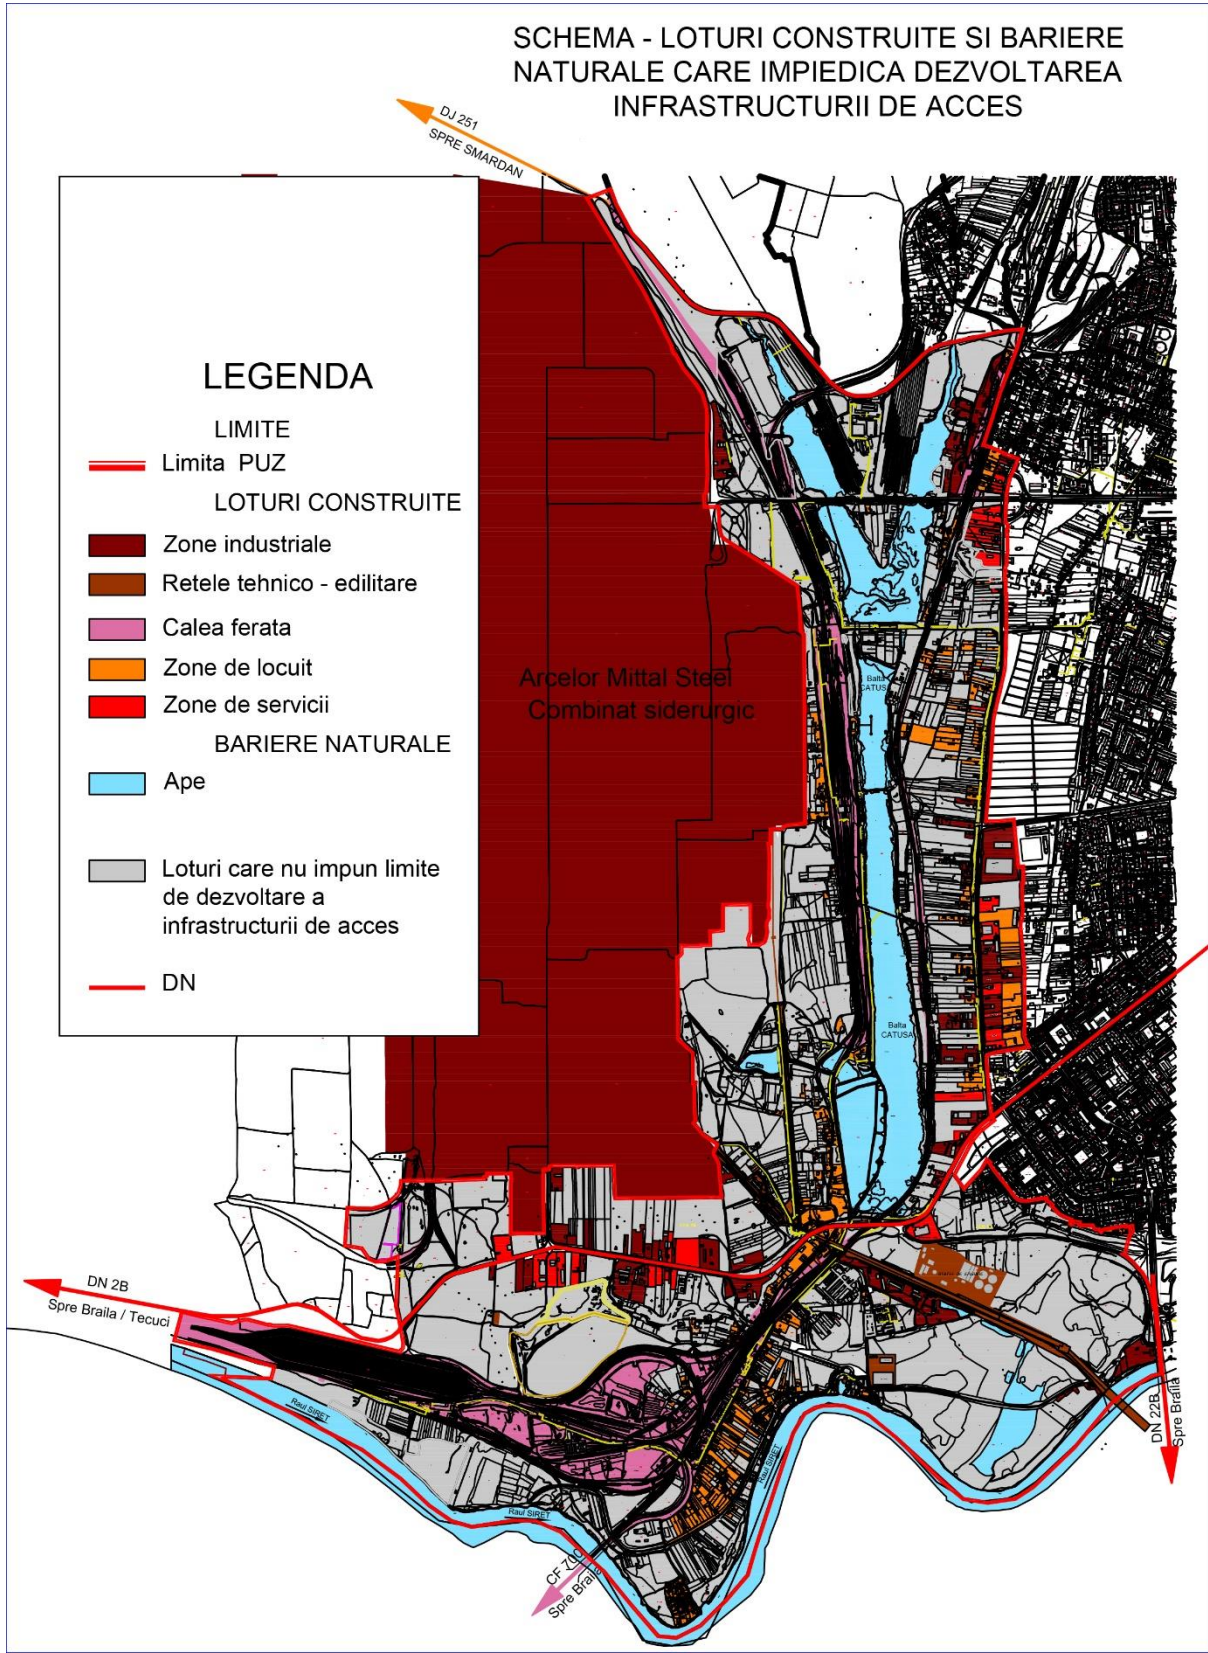 SCHEMA - LOTURI CONSTRUITE SI BARIERE
NATURALE CARE IMPIEDICA DEZVOLTAREA
INFRASTRUCTURII DE ACCES
DJ 251
SPRE SMARDAN
LEGENDA
LIMITE
Limita PUZ
LOTURI CONSTRUITE
Zone industriale
Retele tehnico - edilitare
Calea ferata
Zone de locuit
Zone de servicii
BARIERE NATURALE
Ape
Loturi care nu impun limite
de dezvoltare a
infrastructurii de acces
DN
Arcelor Mittal Steel
Combinat siderurgic
Balta
CATUSA
Balta
CATUSA
DN 2B
Spre Braila / Tecuci
Raul SIRET
Raul SIRET
Raul SIRET
CF 700
Spre Braila
DN 22B
Spre Braila